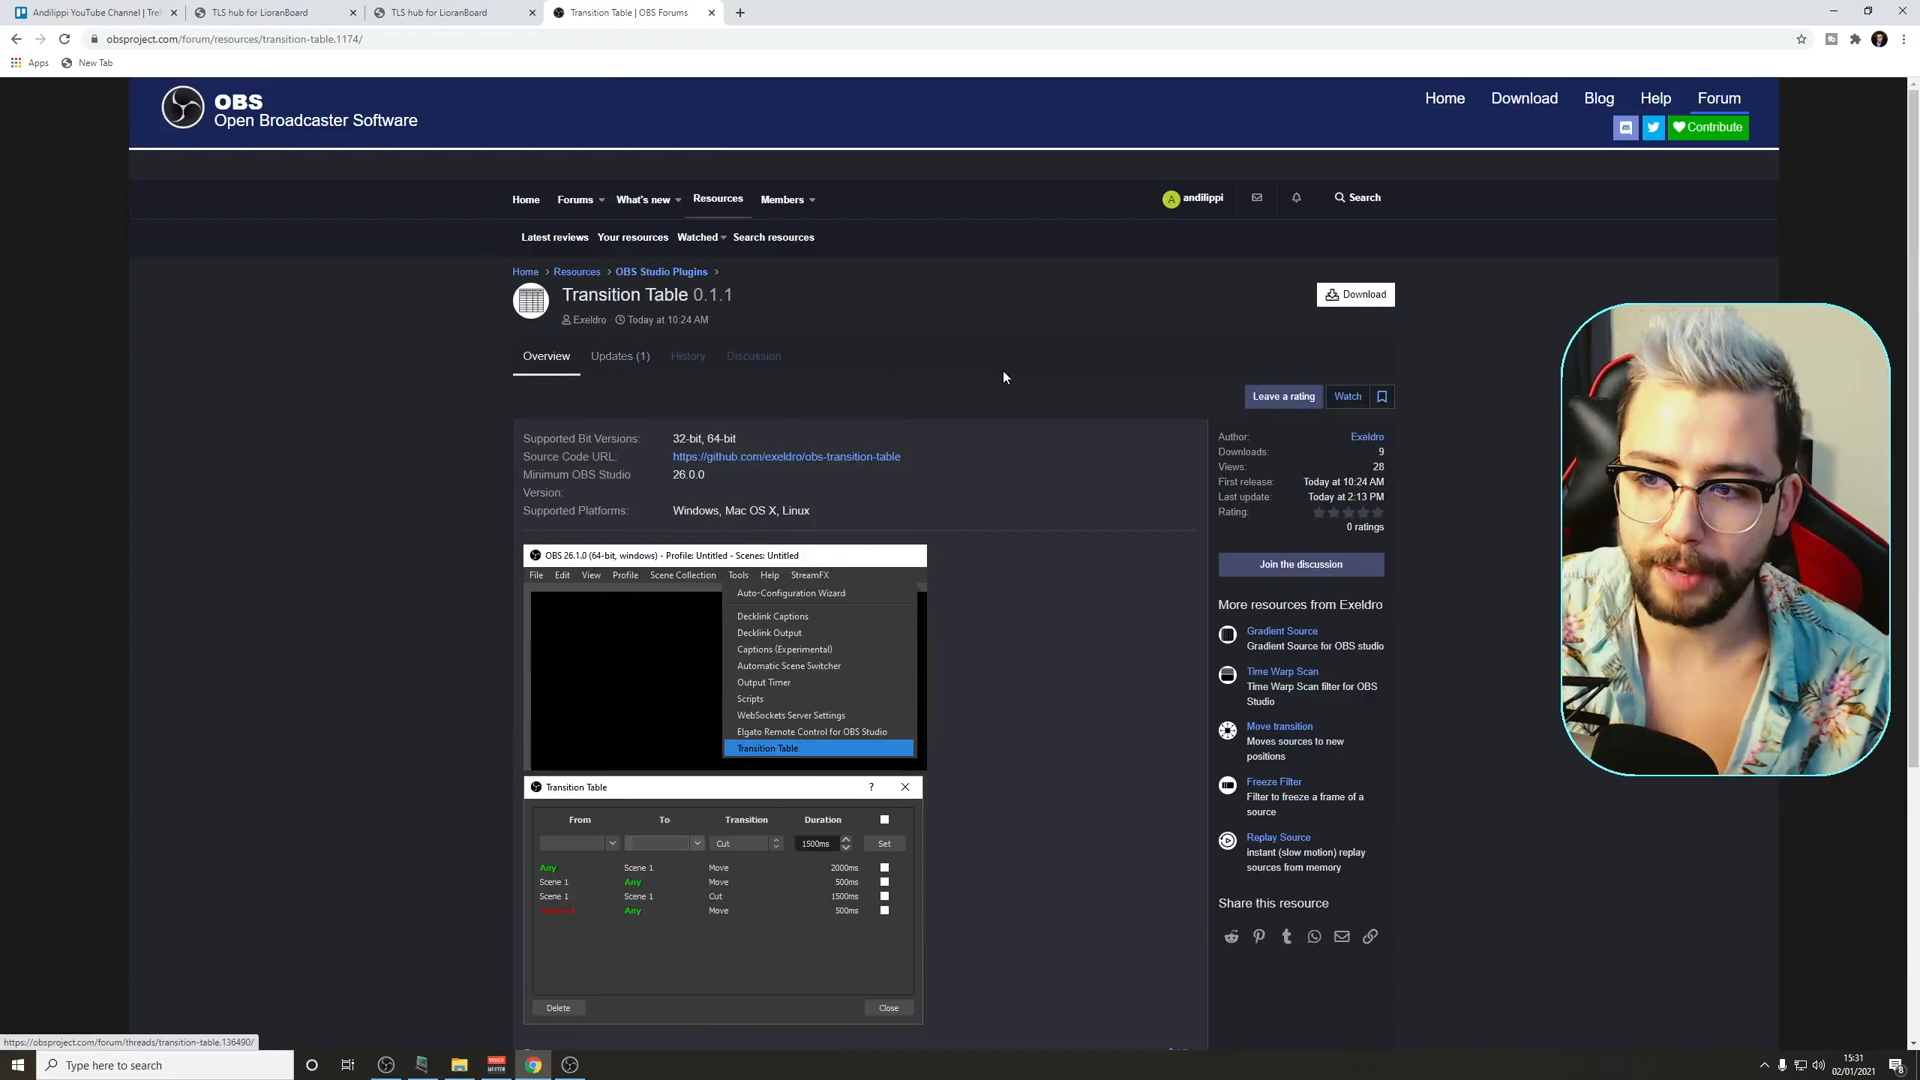 Andilippi YouTube Channel | Trel
TLS hub for LioranBoard
TLS hub for LioranBoard
Transition Table | OBS Forums
obsproject.com/forum/resources/transition-table.1174/
Apps
New Tab
OBS
Open Broadcaster Software
Home
Download
Blog
Help
Forum
Contribute
Home
Forums
What's new
Resources
Members
A
andilippi
Search
Latest reviews
Your resources
Watched
Search resources
Home
Resources
OBS Studio Plugins
Transition Table 0.1.1
Download
Exeldro
Today at 10:24 AM
Overview
Updates (1)
History
Discussion
Leave a rating
Watch
Supported Bit Versions:
32-bit, 64-bit
Source Code URL:
https://github.com/exeldro/obs-transition-table
Minimum OBS Studio
Version:
26.0.0
Supported Platforms:
Windows, Mac OS X, Linux
OBS 26.1.0 (64-bit, windows) - Profile: Untitled - Scenes: Untitled
File
Edit
View
Profile
Scene Collection
Tools
Help
StreamFX
Auto-Configuration Wizard
Decklink Captions
Decklink Output
Captions (Experimental)
Automatic Scene Switcher
Output Timer
Scripts
WebSockets Server Settings
Elgato Remote Control for OBS Studio
Transition Table
Transition Table
?
From
To
Transition
Duration
Cut
1500ms
Set
Any
Scene 1
Move
2000ms
Scene 1
Any
Move
500ms
Scene 1
Scene 1
Cut
1500ms
Any
Move
500ms
Delete
Close
Author:
Exeldro
Downloads:
9
Views:
28
First release:
Today at 10:24 AM
Last update:
Today at 2:13 PM
Rating:
0 ratings
Join the discussion
More resources from Exeldro
Gradient Source
Gradient Source for OBS studio
Time Warp Scan
Time Warp Scan filter for OBS
Studio
Move transition
Moves sources to new
positions
Freeze Filter
Filter to freeze a frame of a
source
Replay Source
instant (slow motion) replay
sources from memory
Share this resource
https://obsproject.com/forum/threads/transition-table.136490/
Type here to search
15:31
02/01/2021